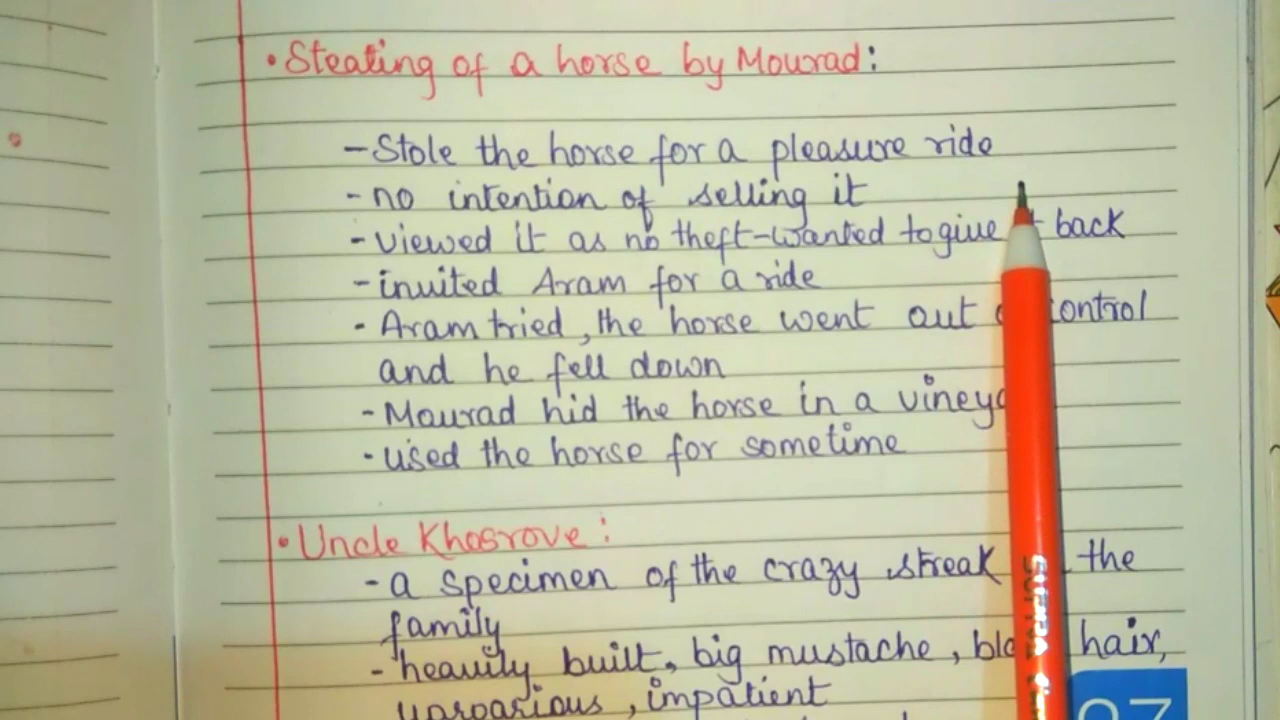 • Stealing of a horse by Mourad:
- Stole the horse for a pleasure ride
- no intention of selling it
- viewed it as no theft - wanted to give back
- invited Aram for a ride
- Aram tried, the horse went out control
and he fell down
- Mourad hid the horse in a
- used the horse for sometime
• Uncle Khosrove:
- a specimen of the crazy streak the
family
- heavily built, big mustache, hair,
uproarious, impatient
07